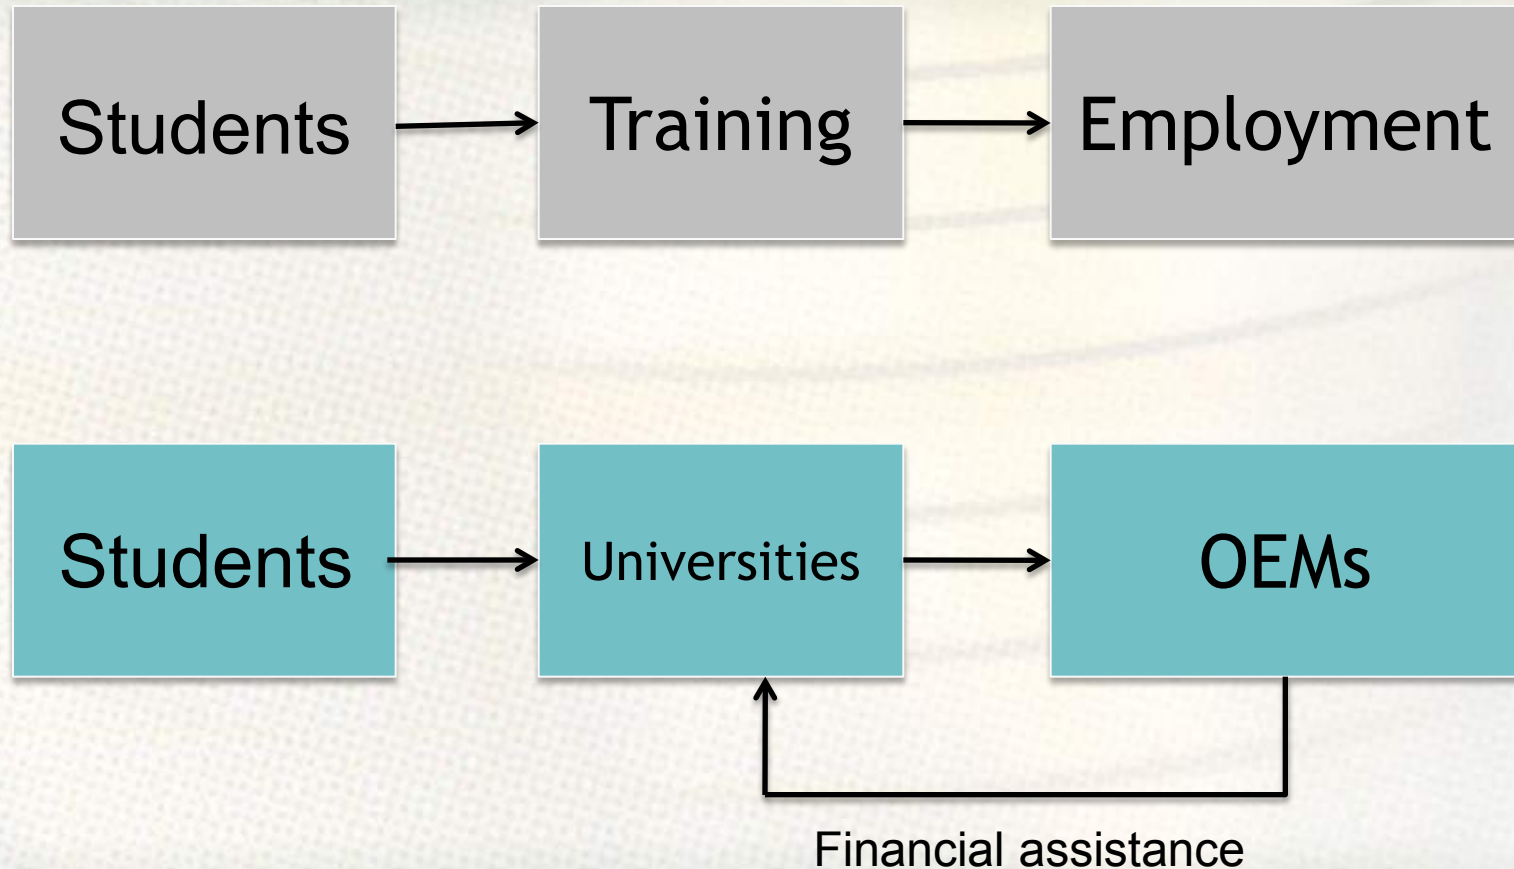 Students
Training
Employment
Students
Universities
OEMs
Financial assistance